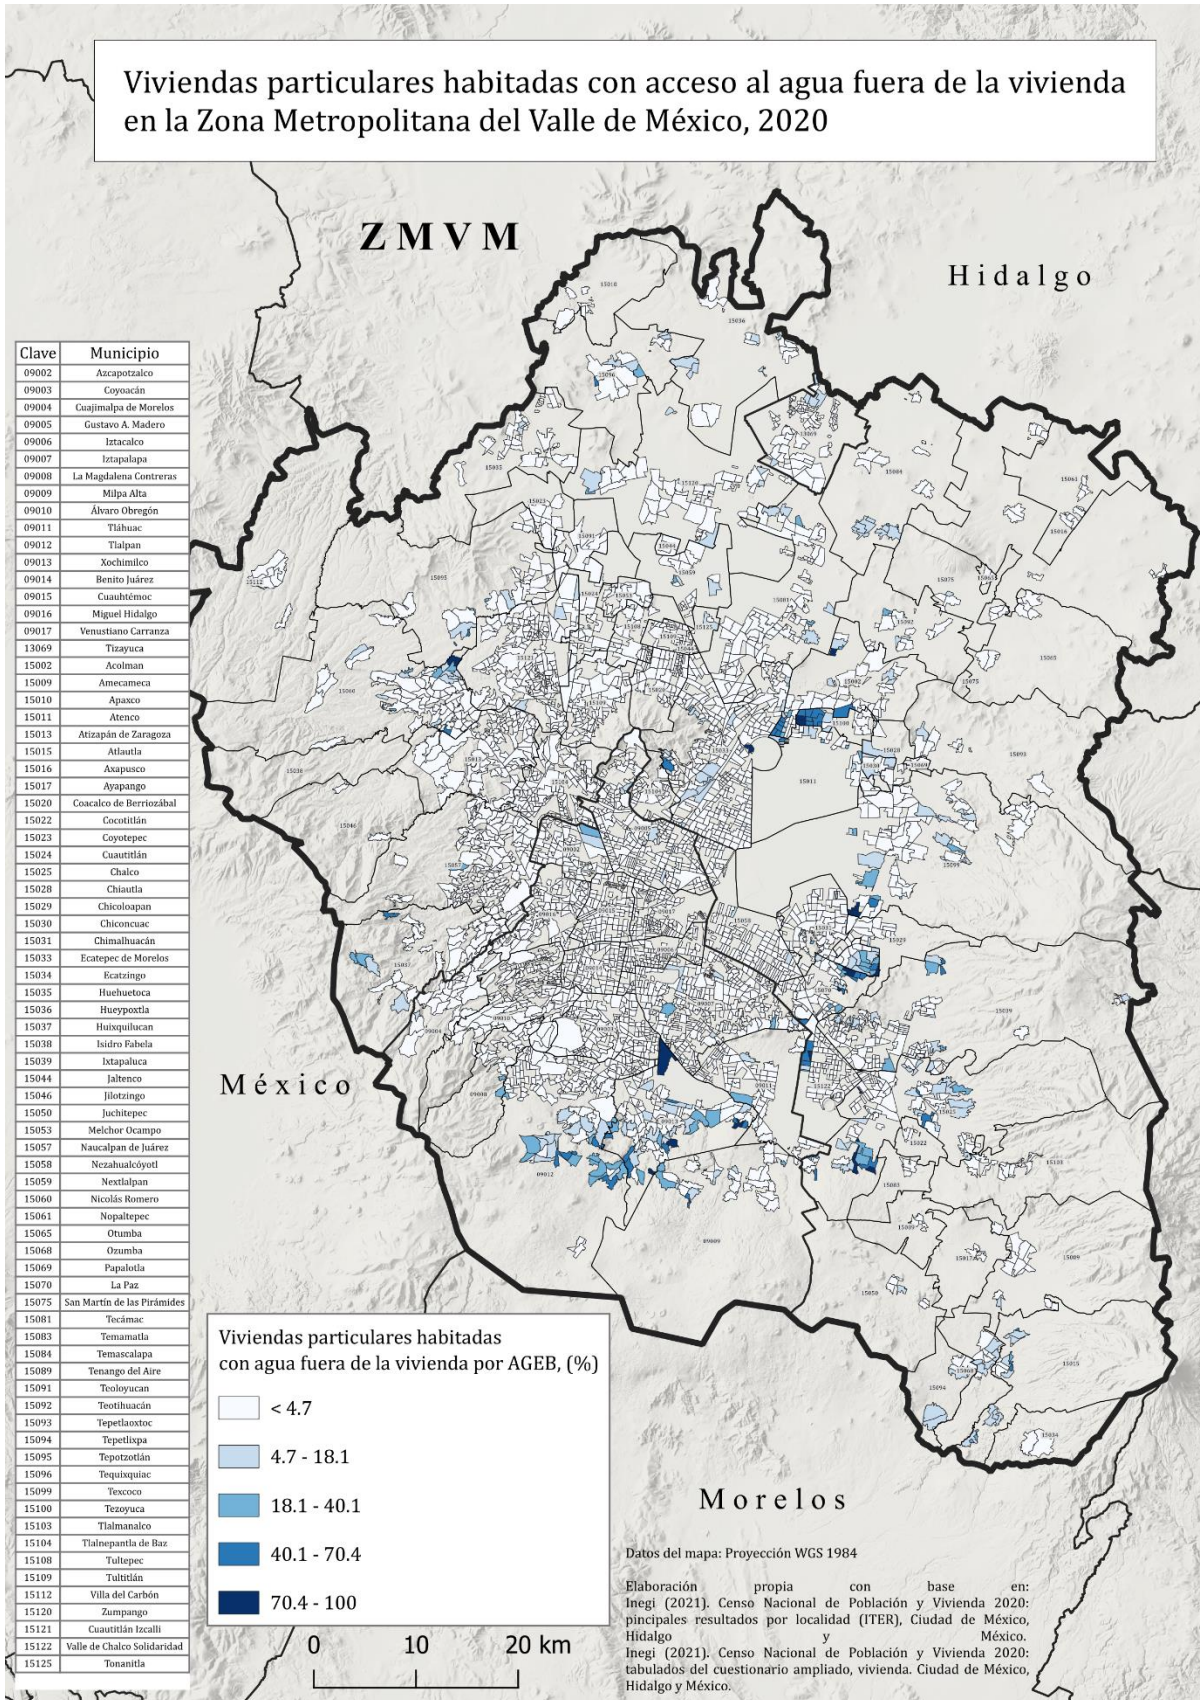 Viviendas particulares habitadas con acceso al agua fuera de la vivienda
en la Zona Metropolitana del Valle de México, 2020
ZMVM
Hidalgo
México
Morelos
Clave Municipio
09002 Azcapotzalco
09003 Coyoacán
09004 Cuajimalpa de Morelos
09005 Gustavo A. Madero
09006 Iztacalco
09007 Iztapalapa
09008 La Magdalena Contreras
09009 Milpa Alta
09010 Álvaro Obregón
09011 Tláhuac
09012 Tlalpan
09013 Xochimilco
09014 Benito Juárez
09015 Cuauhtémoc
09016 Miguel Hidalgo
09017 Venustiano Carranza
13069 Tizayuca
15002 Acolman
15009 Amecameca
15010 Apaxco
15011 Atenco
15013 Atizapán de Zaragoza
15015 Atlautla
15016 Axapusco
15017 Ayapango
15020 Coacalco de Berriozábal
15022 Cocotitlán
15023 Coyotepec
15024 Cuautitlán
15025 Chalco
15028 Chiautla
15029 Chicoloapan
15030 Chiconcuac
15031 Chimalhuacán
15033 Ecatepec de Morelos
15034 Ecatzingo
15035 Huehuetoca
15036 Hueypoxtla
15037 Huixquilucan
15038 Isidro Fabela
15039 Ixtapaluca
15044 Jaltenco
15046 Jilotzingo
15050 Juchitepec
15053 Melchor Ocampo
15057 Naucalpan de Juárez
15058 Nezahualcóyotl
15059 Nextlalpan
15060 Nicolás Romero
15061 Nopaltepec
15065 Otumba
15068 Ozumba
15069 Papalotla
15070 La Paz
15075 San Martín de las Pirámides
15081 Tecámac
15083 Temamatla
15084 Temascalapa
15089 Tenango del Aire
15091 Teoloyucan
15092 Teotihuacán
15093 Tepetlaoxtoc
15094 Tepetlixpa
15095 Tepotzotlán
15096 Tequixquiac
15099 Texcoco
15100 Tezoyuca
15103 Tlalmanalco
15104 Tlalnepantla de Baz
15108 Tultepec
15109 Tultitlán
15112 Villa del Carbón
15120 Zumpango
15121 Cuautitlán Izcalli
15122 Valle de Chalco Solidaridad
15125 Tonanitla
Viviendas particulares habitadas
con agua fuera de la vivienda por AGEB, (%)
< 4.7
4.7 - 18.1
18.1 - 40.1
40.1 - 70.4
70.4 - 100
0 10 20 km
Datos del mapa: Proyección WGS 1984
Elaboración propia con base en:
Inegi (2021). Censo Nacional de Población y Vivienda 2020:
pincipales resultados por localidad (ITER), Ciudad de México,
Hidalgo y México.
Inegi (2021). Censo Nacional de Población y Vivienda 2020:
tabulados del cuestionario ampliado, vivienda. Ciudad de México,
Hidalgo y México.